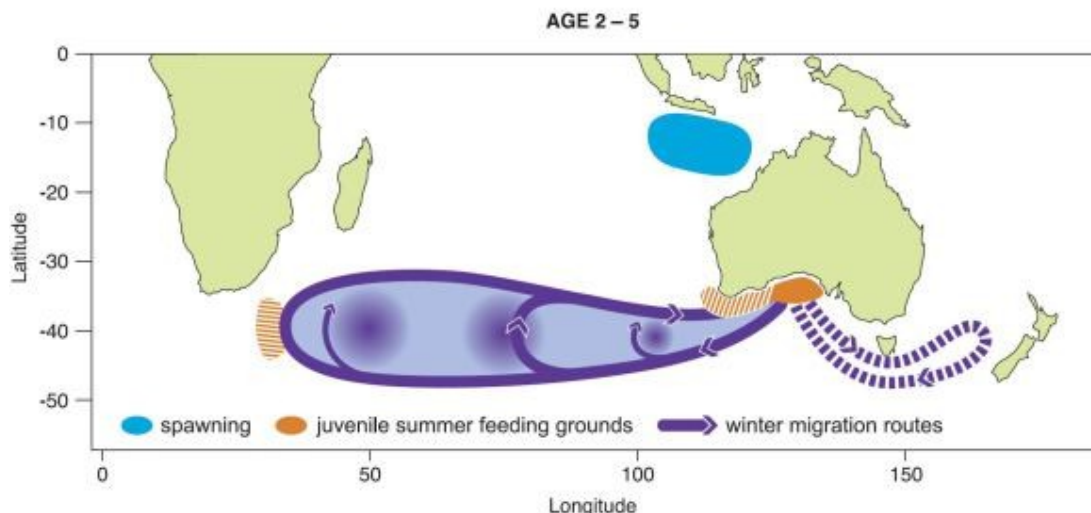 AGE 2 – 5
0
-10
-20
-30
-40
-50
Latitude
spawning juvenile summer feeding grounds winter migration routes
0 50 100 150
Longitude